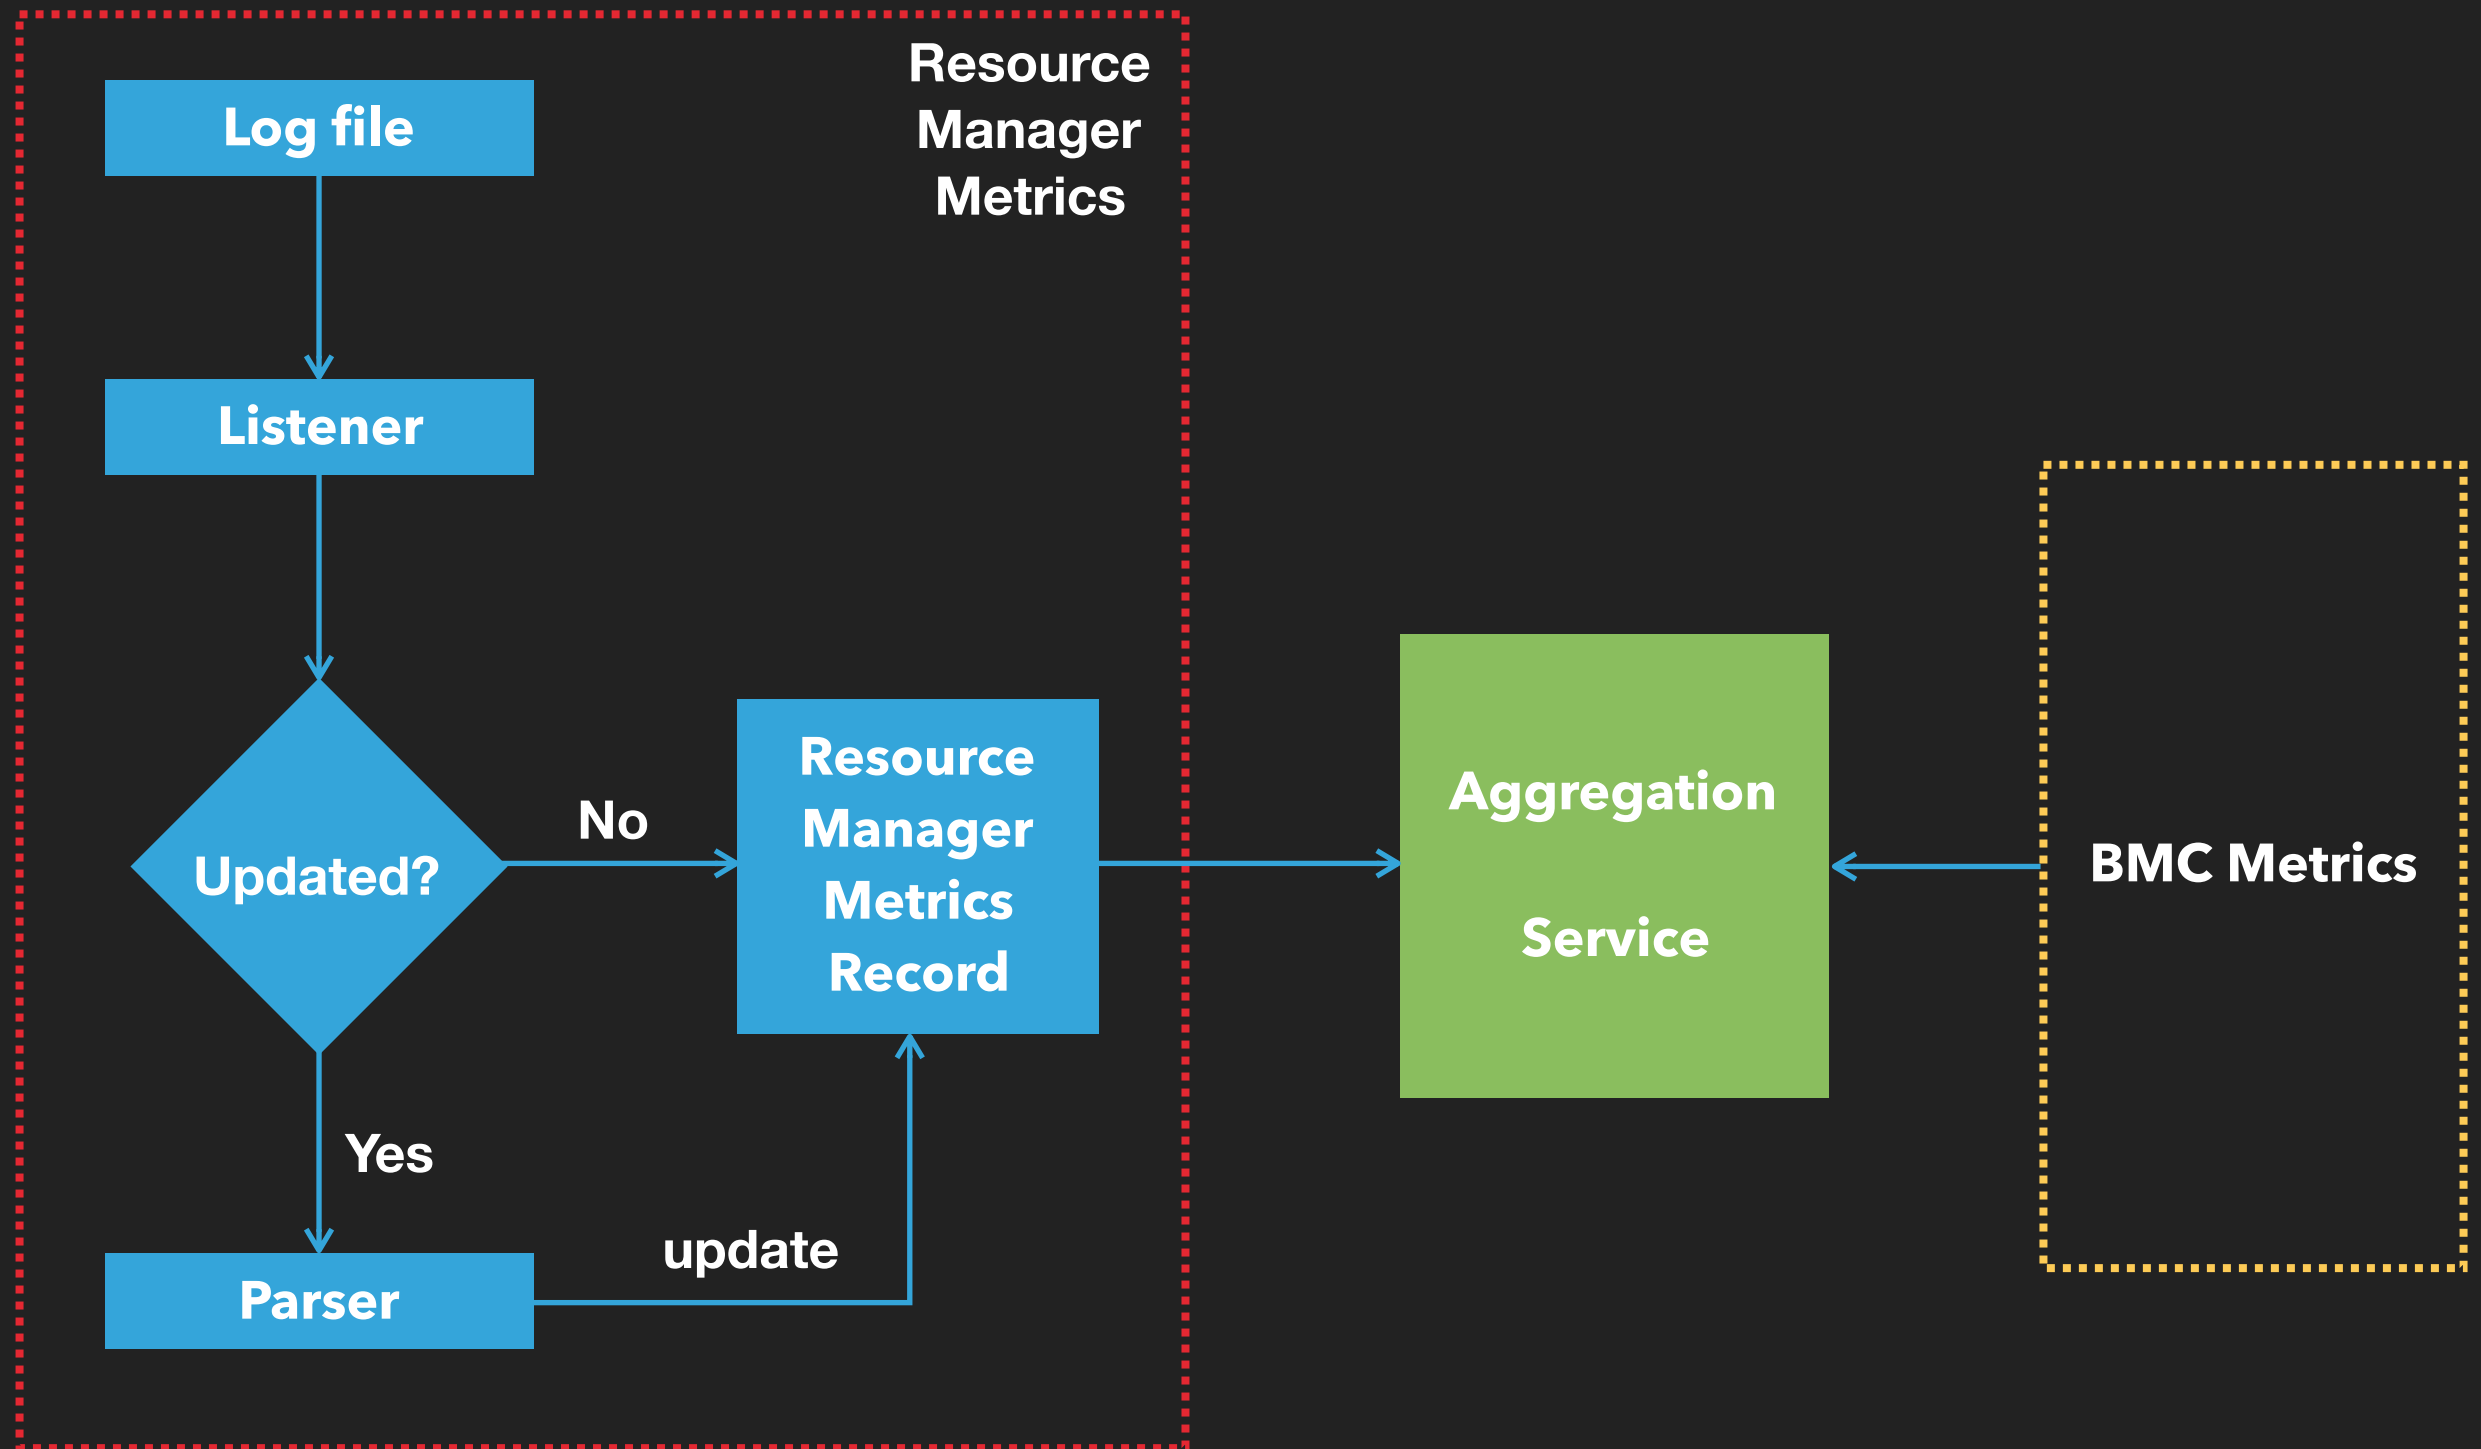 Resource
Manager
Metrics
Log file
Listener
Updated?
No
Yes
Parser
update
Resource
Manager
Metrics
Record
Aggregation
Service
BMC Metrics